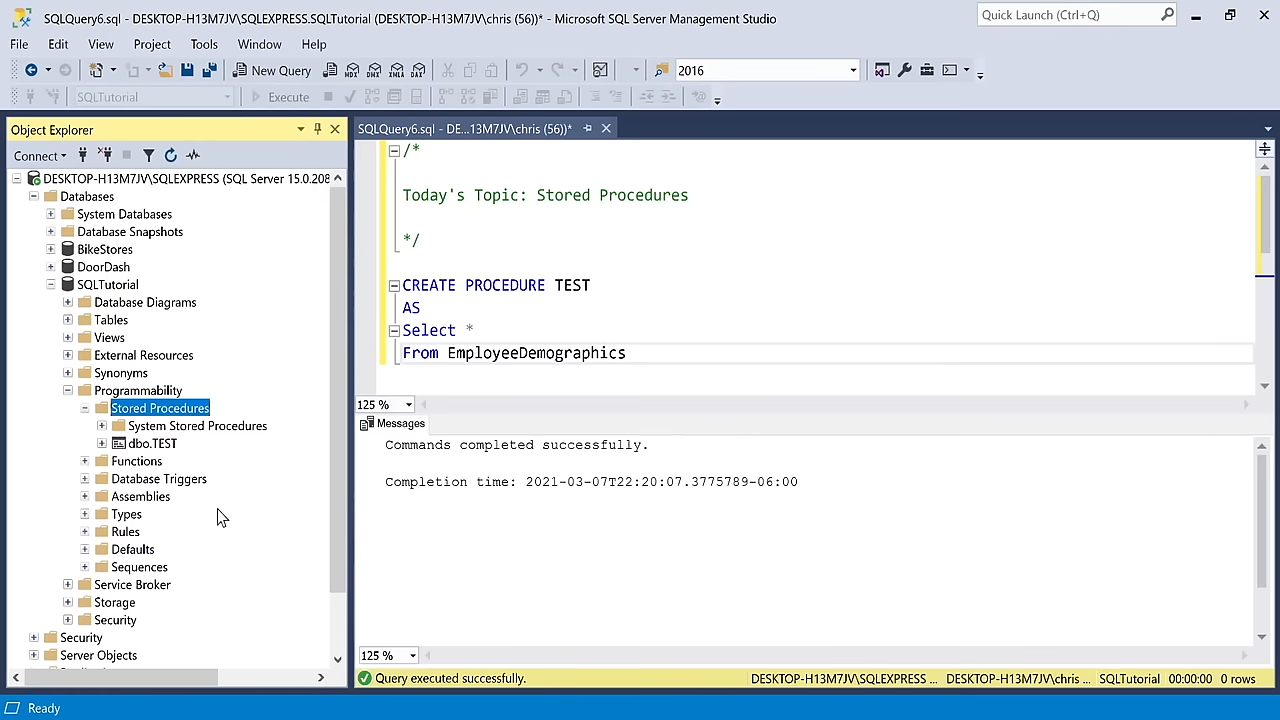 SQLQuery6.sql - DESKTOP-H13M7JV\SQLEXPRESS.SQLTutorial (DESKTOP-H13M7JV\chris (56))* - Microsoft SQL Server Management Studio
Quick Launch (Ctrl+Q)
File Edit View Project Tools Window Help
New Query
MDX DMX XMLA DAX
2016
SQLTutorial
Execute
Object Explorer
Connect
DESKTOP-H13M7JV\SQLEXPRESS (SQL Server 15.0.208
Databases
System Databases
Database Snapshots
BikeStores
DoorDash
SQLTutorial
Database Diagrams
Tables
Views
External Resources
Synonyms
Programmability
Stored Procedures
System Stored Procedures
dbo.TEST
Functions
Database Triggers
Assemblies
Types
Rules
Defaults
Sequences
Service Broker
Storage
Security
Security
Server Objects
SQLQuery6.sql - DE...13M7JV\chris (56))*
/*
Today's Topic: Stored Procedures
*/
CREATE PROCEDURE TEST
AS
Select *
From EmployeeDemographics
125 %
Messages
Commands completed successfully.
Completion time: 2021-03-07T22:20:07.3775789-06:00
125 %
Query executed successfully.
DESKTOP-H13M7JV\SQLEXPRESS ... DESKTOP-H13M7JV\chris ... SQLTutorial 00:00:00 0 rows
Ready